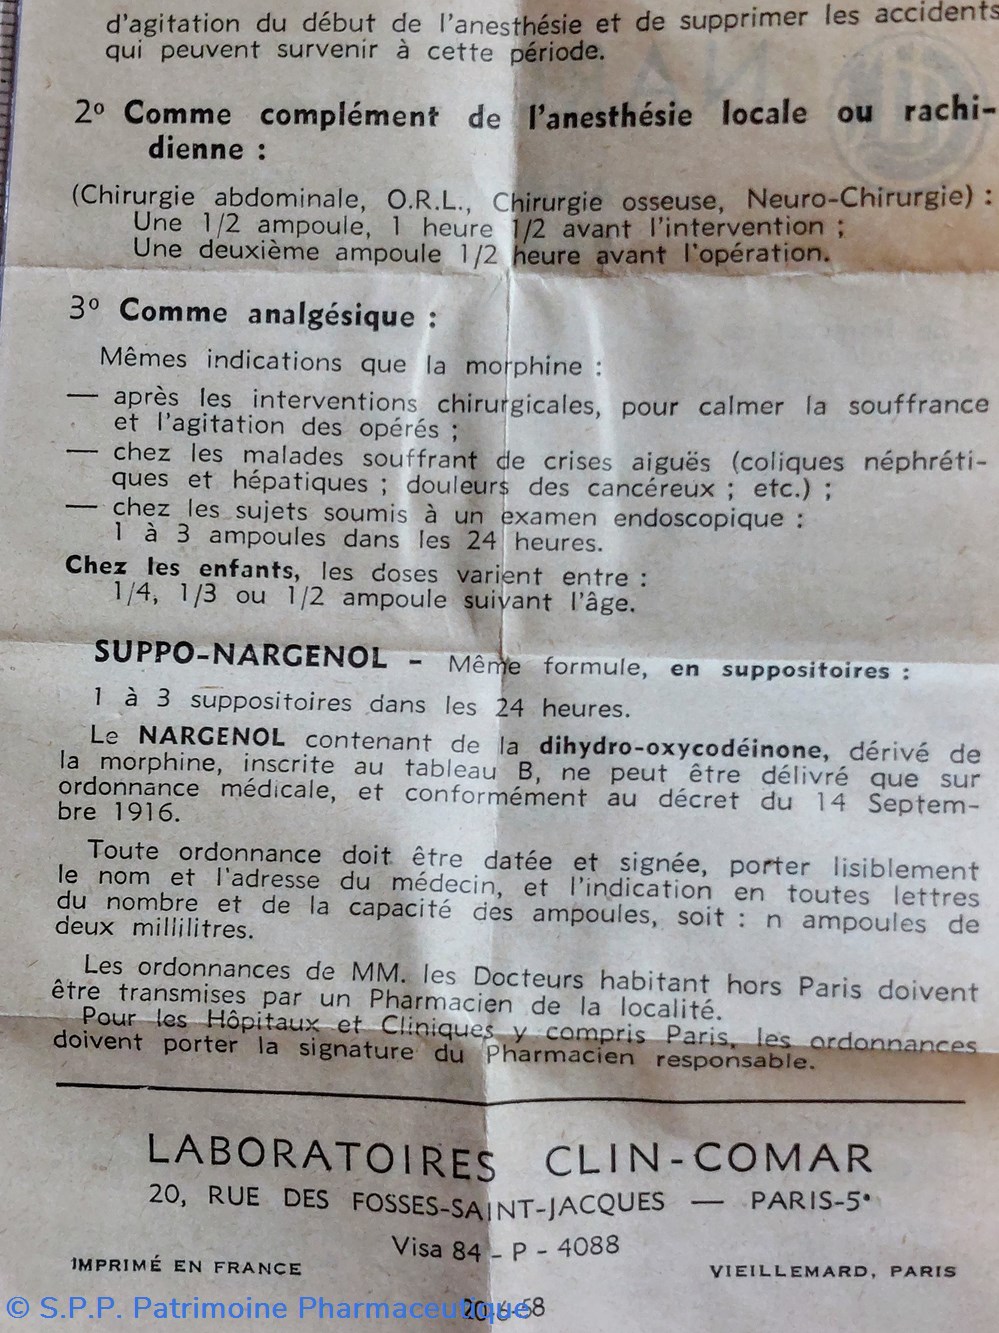 d'agitation du début de l'anesthésie et de supprimer les accidents
qui peuvent survenir à cette période.
2º Comme complément de l'anesthésie locale ou rachi-
dienne :
(Chirurgie abdominale, O.R.L., Chirurgie osseuse, Neuro-Chirurgie) :
Une 1/2 ampoule, 1 heure 1/2 avant l'intervention ;
Une deuxième ampoule 1/2 heure avant l'opération.
3º Comme analgésique :
Mêmes indications que la morphine :
— après les interventions chirurgicales, pour calmer la souffrance
et l'agitation des opérés ;
— chez les malades souffrant de crises aiguës (coliques néphréti-
ques et hépatiques ; douleurs des cancéreux ; etc.) ;
— chez les sujets soumis à un examen endoscopique :
1 à 3 ampoules dans les 24 heures.
Chez les enfants, les doses varient entre :
1/4, 1/3 ou 1/2 ampoule suivant l'âge.
SUPPO-NARGENOL - Même formule, en suppositoires :
1 à 3 suppositoires dans les 24 heures.
Le NARGENOL contenant de la dihydro-oxycodéinone, dérivé de
la morphine, inscrite au tableau B, ne peut être délivré que sur
ordonnance médicale, et conformément au décret du 14 Septem-
bre 1916.
Toute ordonnance doit être datée et signée, porter lisiblement
le nom et l'adresse du médecin, et l'indication en toutes lettres
du nombre et de la capacité des ampoules, soit : n ampoules de
deux millilitres.
Les ordonnances de MM. les Docteurs habitant hors Paris doivent
être transmises par un Pharmacien de la localité.
Pour les Hôpitaux et Cliniques y compris Paris, les ordonnances
doivent porter la signature du Pharmacien responsable.
LABORATOIRES CLIN-COMAR
20, RUE DES FOSSES-SAINT-JACQUES — PARIS-5e
Visa 84 - P - 4088
IMPRIMÉ EN FRANCE VIEILLEMARD, PARIS
© S.P.P. Patrimoine Pharmaceutique
20-6-58